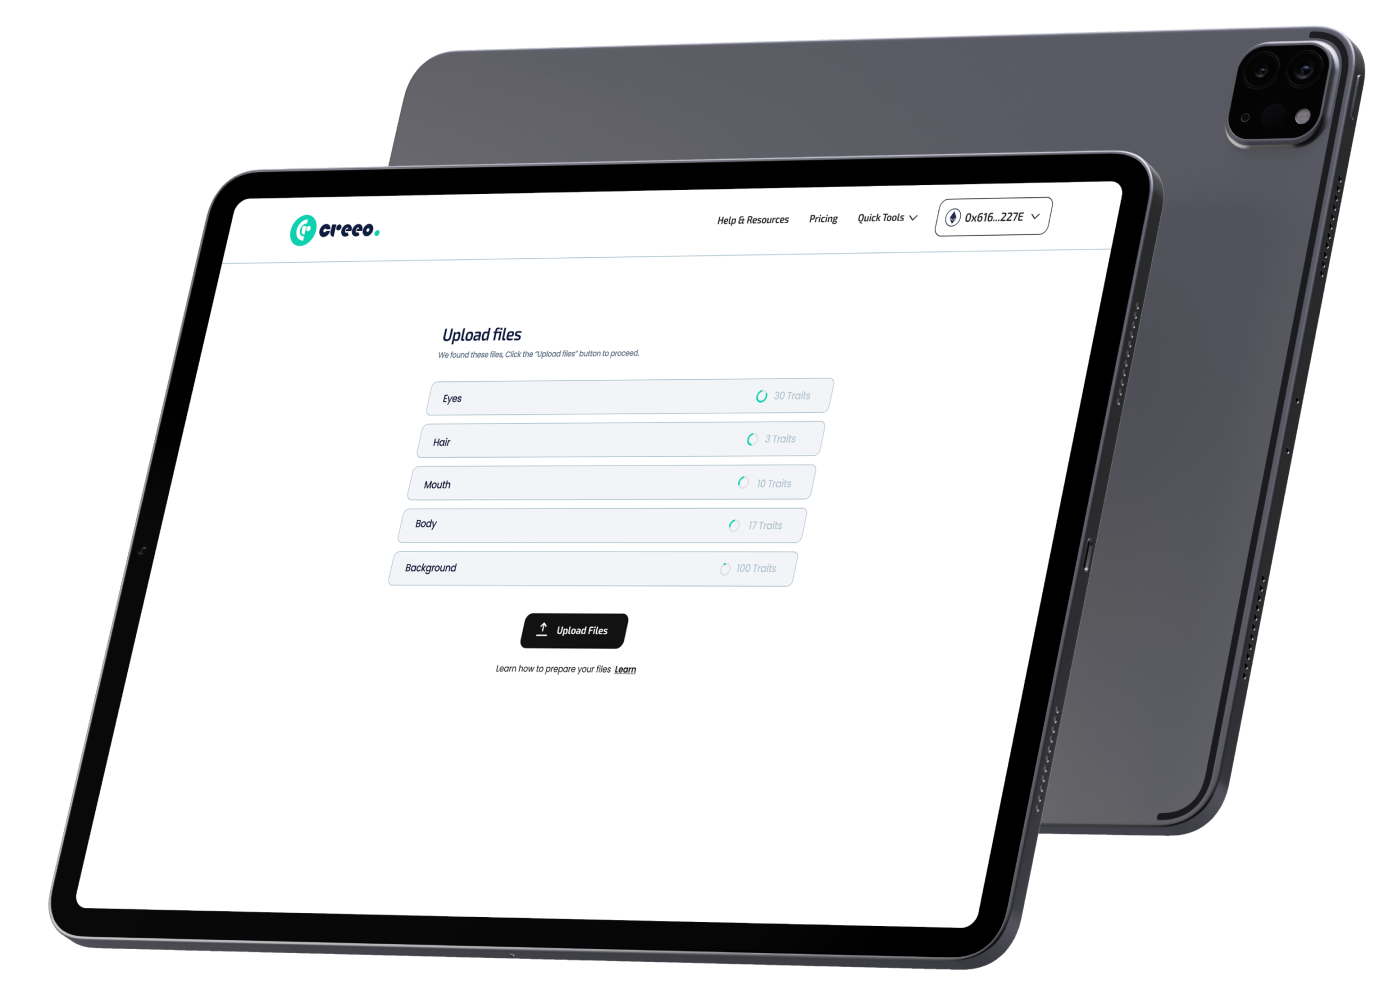 creeo.
Help & Resources Pricing Quick Tools 0x616...227E
Upload files
We found these files, Click the "Upload files" button to proceed.
Eyes 30 Traits
Hair 3 Traits
Mouth 10 Traits
Body 17 Traits
Background 100 Traits
Upload Files
Learn how to prepare your files Learn